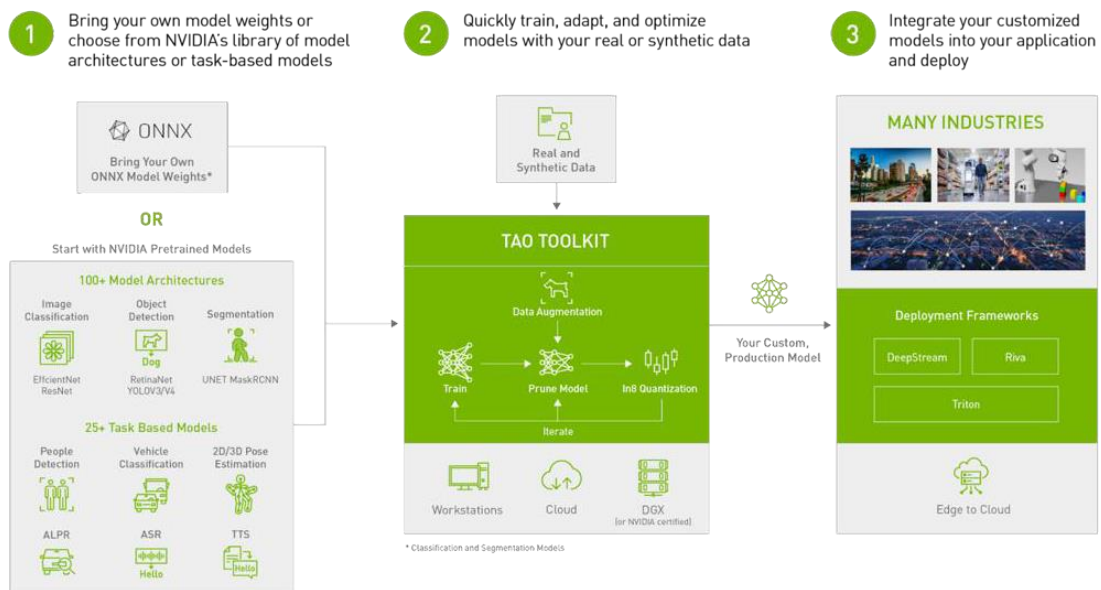 1
Bring your own model weights or
choose from NVIDIA's library of model
architectures or task-based models
2
Quickly train, adapt, and optimize
models with your real or synthetic data
3
Integrate your customized
models into your application
and deploy
ONNX
Bring Your Own
ONNX Model Weights*
OR
Start with NVIDIA Pretrained Models
100+ Model Architectures
Image
Classification
Object
Detection
Segmentation
Dog
EffcientNet
ResNet
RetinaNet
YOLOV3/V4
UNET MaskRCNN
25+ Task Based Models
People
Detection
Vehicle
Classification
2D/3D Pose
Estimation
ALPR
ASR
TTS
Hello
Hello
Real and
Synthetic Data
TAO TOOLKIT
Data Augmentation
Train
Prune Model
In8 Quantization
Iterate
Workstations
Cloud
DGX
(or NVIDIA certified)
* Classification and Segmentation Models
Your Custom,
Production Model
MANY INDUSTRIES
Deployment Frameworks
DeepStream
Riva
Triton
Edge to Cloud